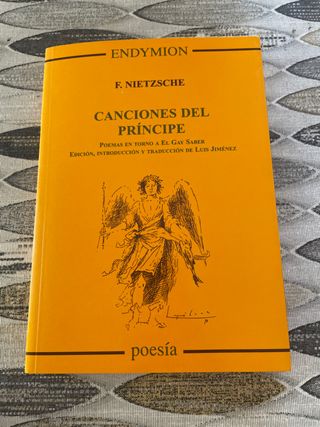 ENDYMION
F. NIETZSCHE
CANCIONES DEL
PRÍNCIPE
POEMAS EN TORNO A EL GAY SABER
EDICIÓN, INTRODUCCIÓN Y TRADUCCIÓN DE LUIS JIMÉNEZ
poesía